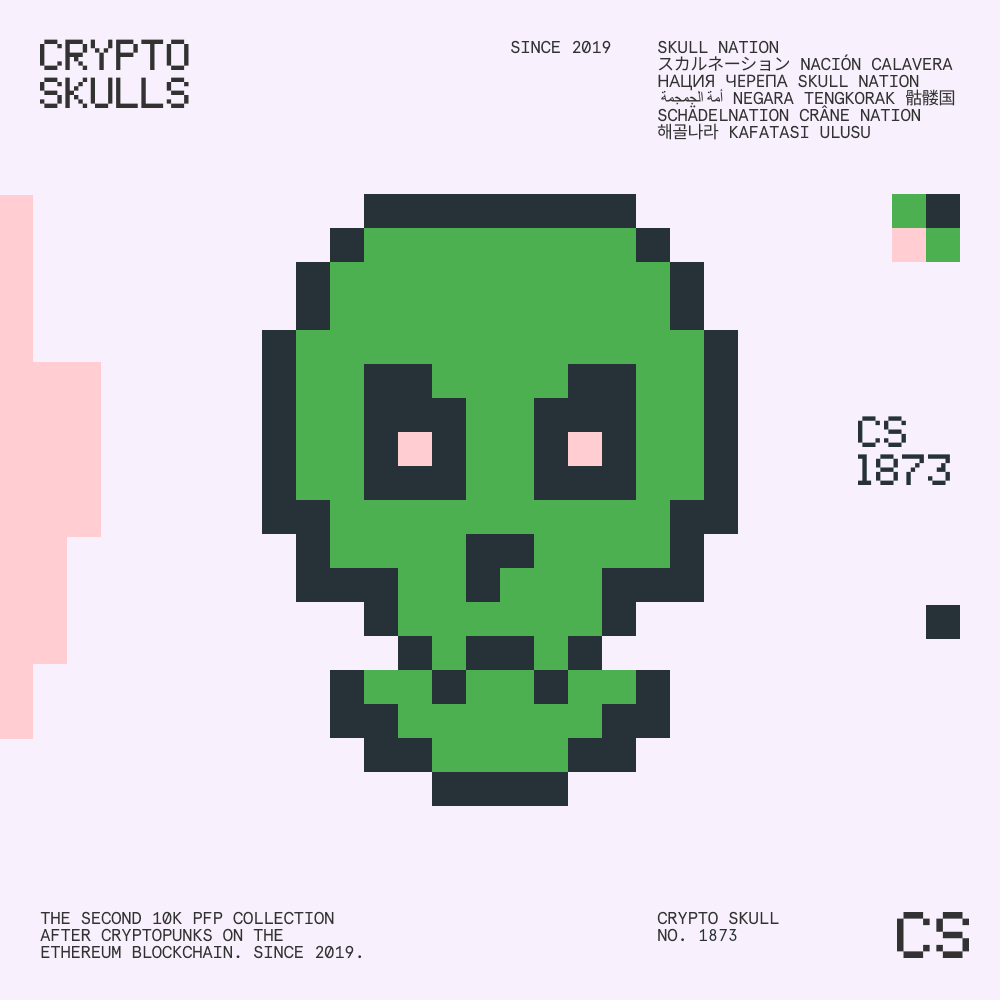 CRYPTO
SKULLS
SINCE 2019
SKULL NATION
スカルネーション NACIÓN CALAVERA
НАЦИЯ ЧЕРЕПА SKULL NATION
أمة الجمجمة NEGARA TENGKORAK 骷髅国
SCHÄDELNATION CRÂNE NATION
해골나라 KAFATASI ULUSU
CS
1873
THE SECOND 10K PFP COLLECTION
AFTER CRYPTOPUNKS ON THE
ETHEREUM BLOCKCHAIN. SINCE 2019.
CRYPTO SKULL
NO. 1873
CS